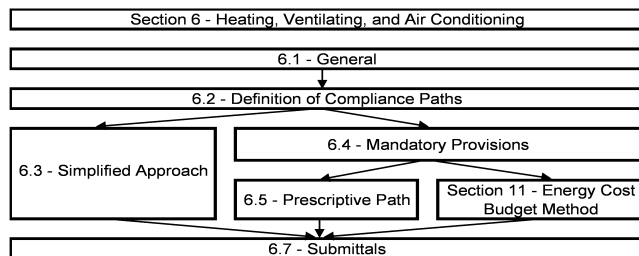 Section 6 - Heating, Ventilating, and Air Conditioning
6.1 - General
6.2 - Definition of Compliance Paths
6.3 - Simplified Approach
6.4 - Mandatory Provisions
6.5 - Prescriptive Path
Section 11 - Energy Cost
Budget Method
6.7 - Submittals